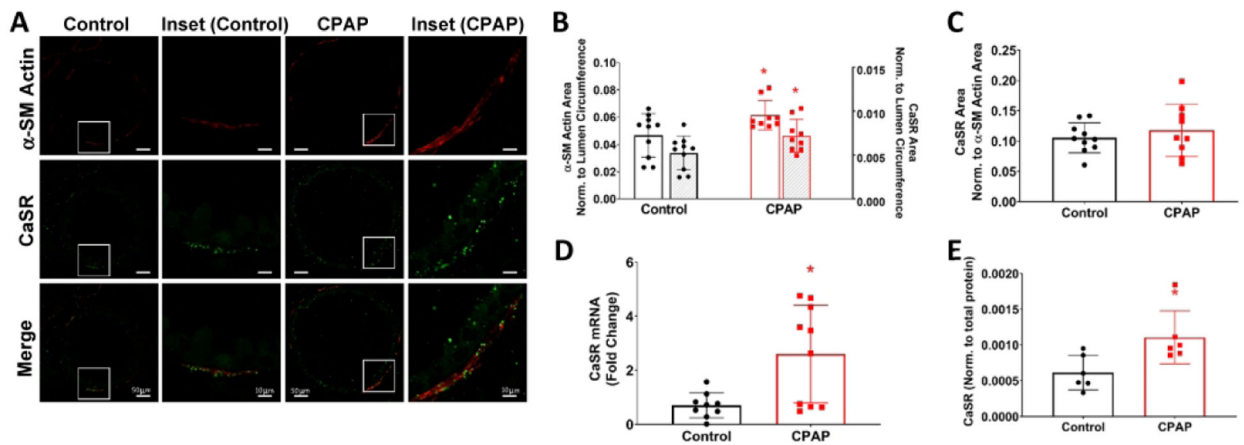 A
Control
Inset (Control)
CPAP
Inset (CPAP)
α-SM Actin
CaSR
Merge
50μm
10μm
50μm
10μm
B
α-SM Actin Area
Norm. to Lumen Circumference
0.10
0.08
0.06
0.04
0.02
0.00
*
*
0.015
0.010
0.005
0.000
CaSR Area
Norm. to Lumen Circumference
Control
CPAP
C
CaSR Area
Norm. to α-SM Actin Area
0.25
0.20
0.15
0.10
0.05
0.00
Control
CPAP
D
CaSR mRNA
(Fold Change)
6
4
2
0
*
Control
CPAP
E
CaSR (Norm. to total protein)
0.0020
0.0015
0.0010
0.0005
0.0000
*
Control
CPAP